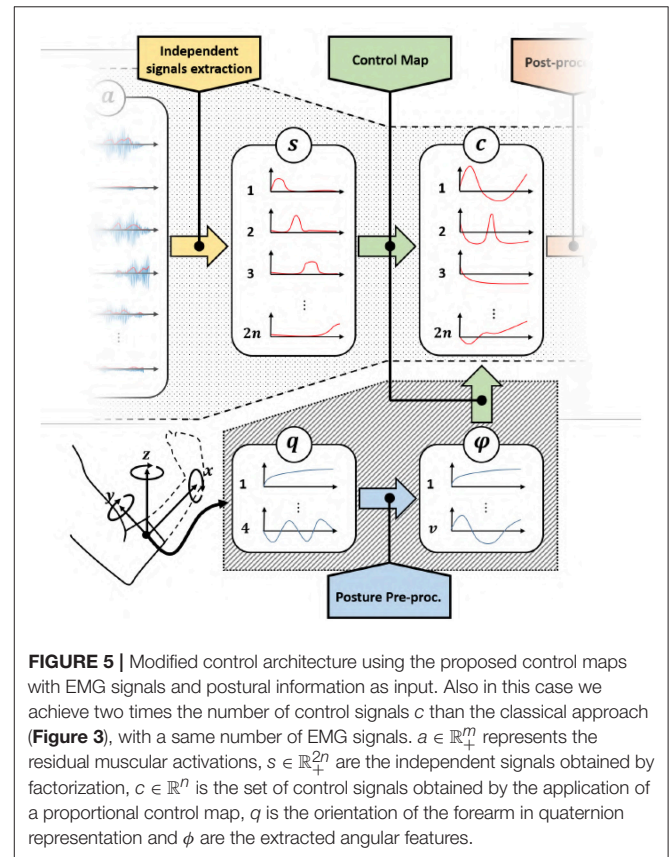 Independent
signals extraction
Control Map
Post-proc
a
s
c
1
2
3
⋮
2n
1
2
3
⋮
2n
q
φ
z
x
y
1
⋮
4
1
⋮
v
Posture Pre-proc.
FIGURE 5 | Modified control architecture using the proposed control maps
with EMG signals and postural information as input. Also in this case we
achieve two times the number of control signals c than the classical approach
(Figure 3), with a same number of EMG signals. a ∈ ℝ₊ᵐ represents the
residual muscular activations, s ∈ ℝ₊²ⁿ are the independent signals obtained by
factorization, c ∈ ℝⁿ is the set of control signals obtained by the application of
a proportional control map, q is the orientation of the forearm in quaternion
representation and ϕ are the extracted angular features.